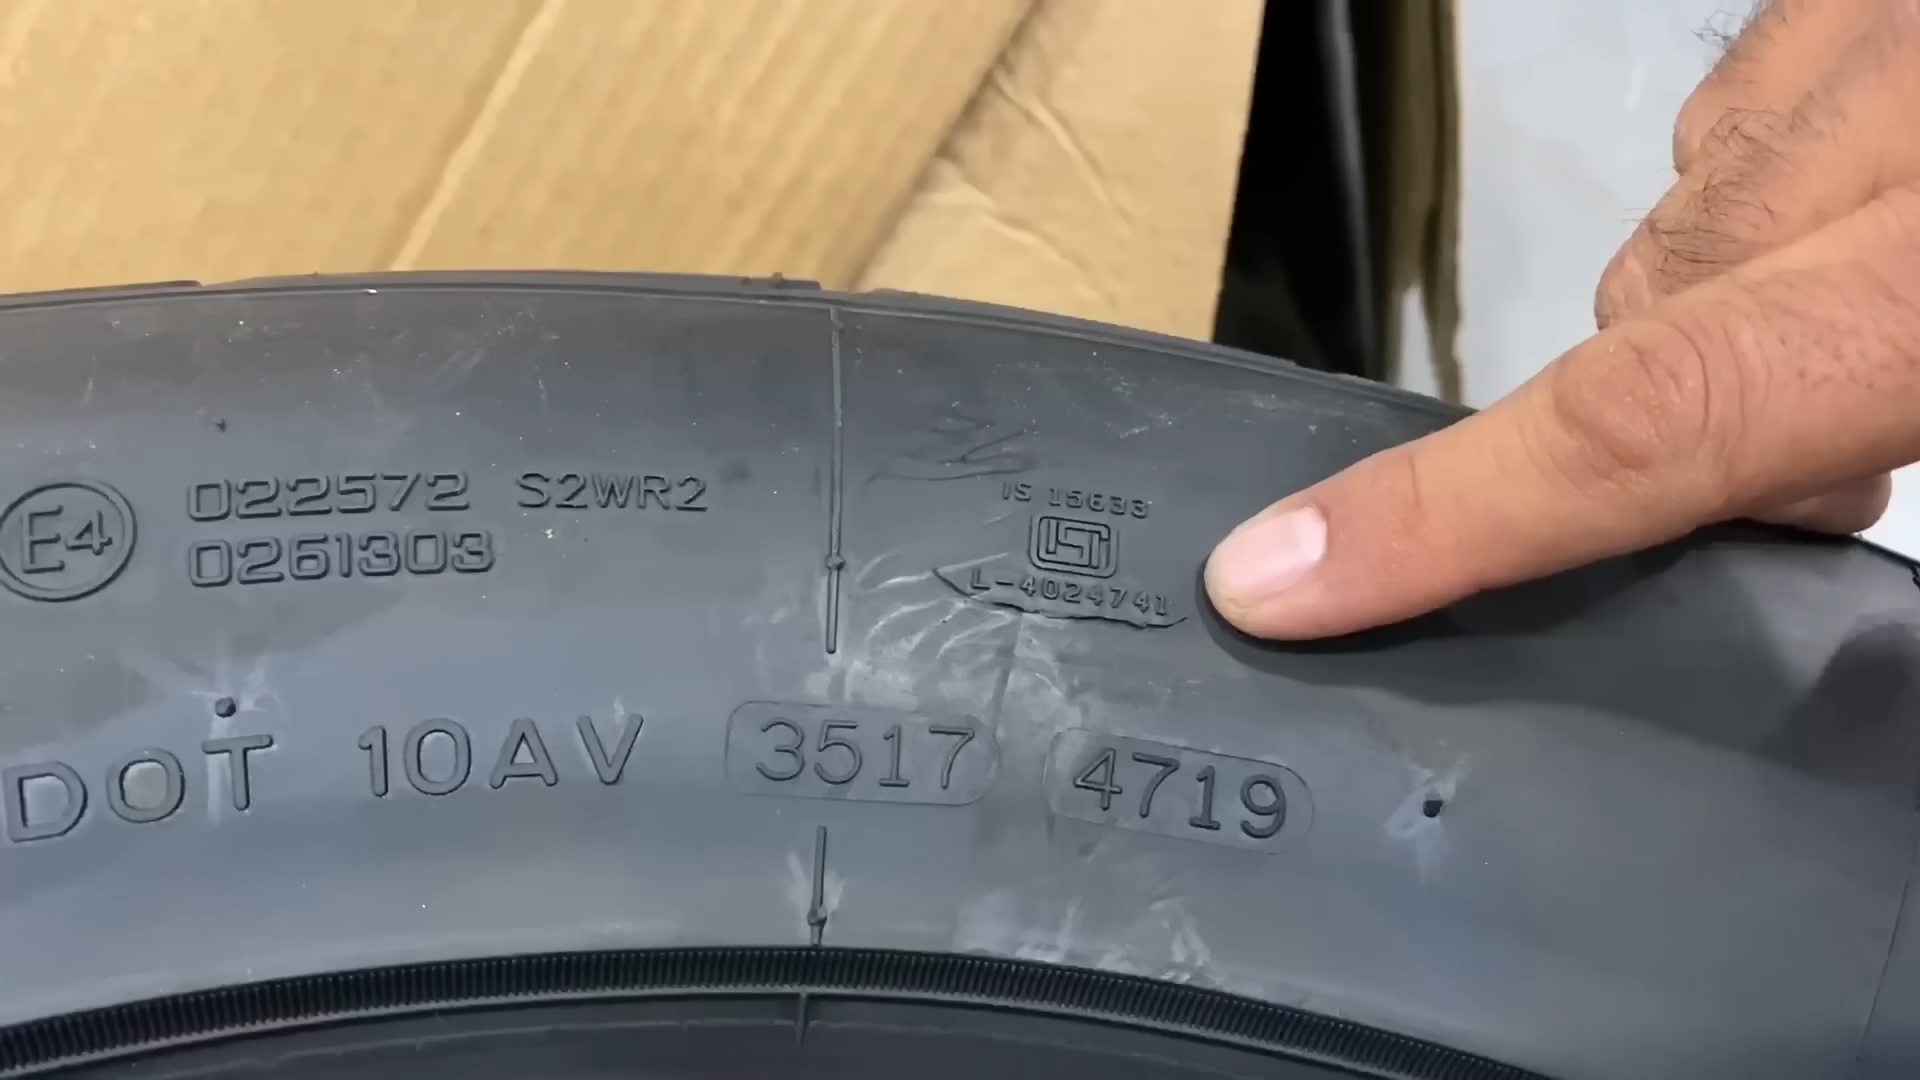 E4
022572 S2WR2
0261303
IS 15633
ISI
L-4024741
DOT 10AV 3517 4719